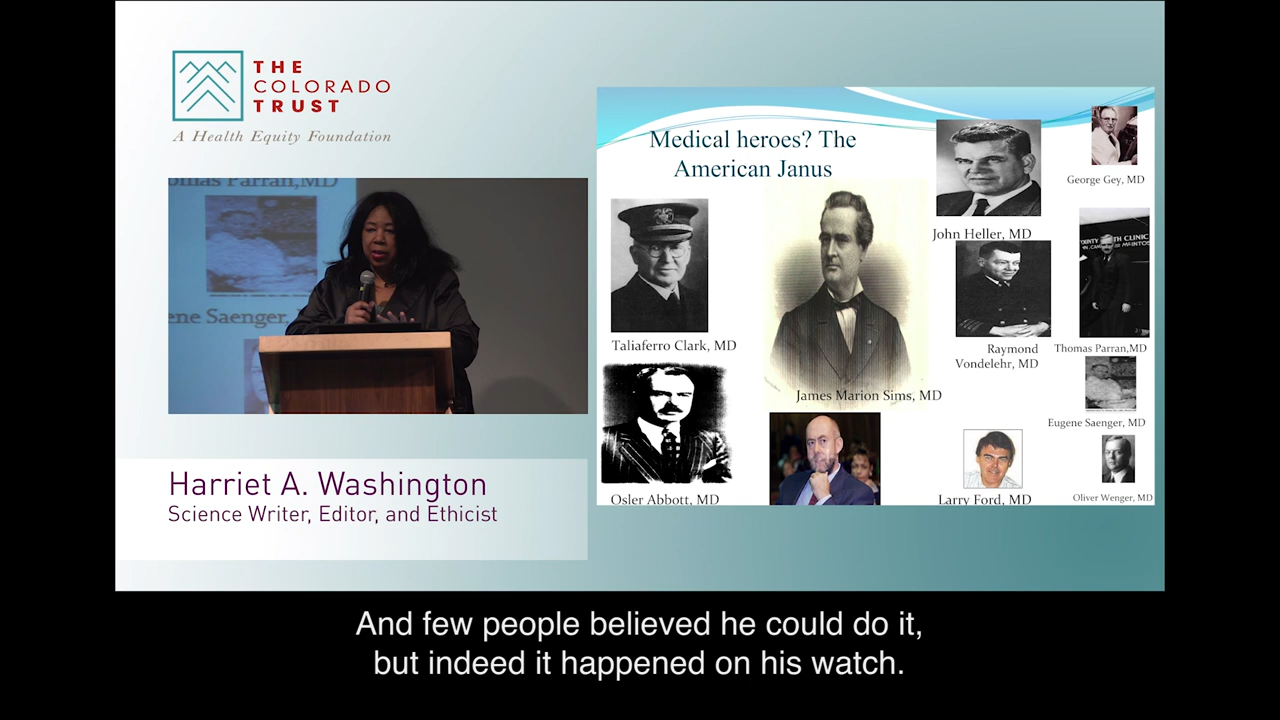 THE
COLORADO
TRUST
A Health Equity Foundation
omas Parran, MD
ene Saenger,
Harriet A. Washington
Science Writer, Editor, and Ethicist
Medical heroes? The
American Janus
Taliaferro Clark, MD
James Marion Sims, MD
John Heller, MD
George Gey, MD
Raymond
Vondelehr, MD
Thomas Parran,MD
Eugene Saenger, MD
Osler Abbott, MD
Larry Ford, MD
Oliver Wenger, MD
And few people believed he could do it,
but indeed it happened on his watch.